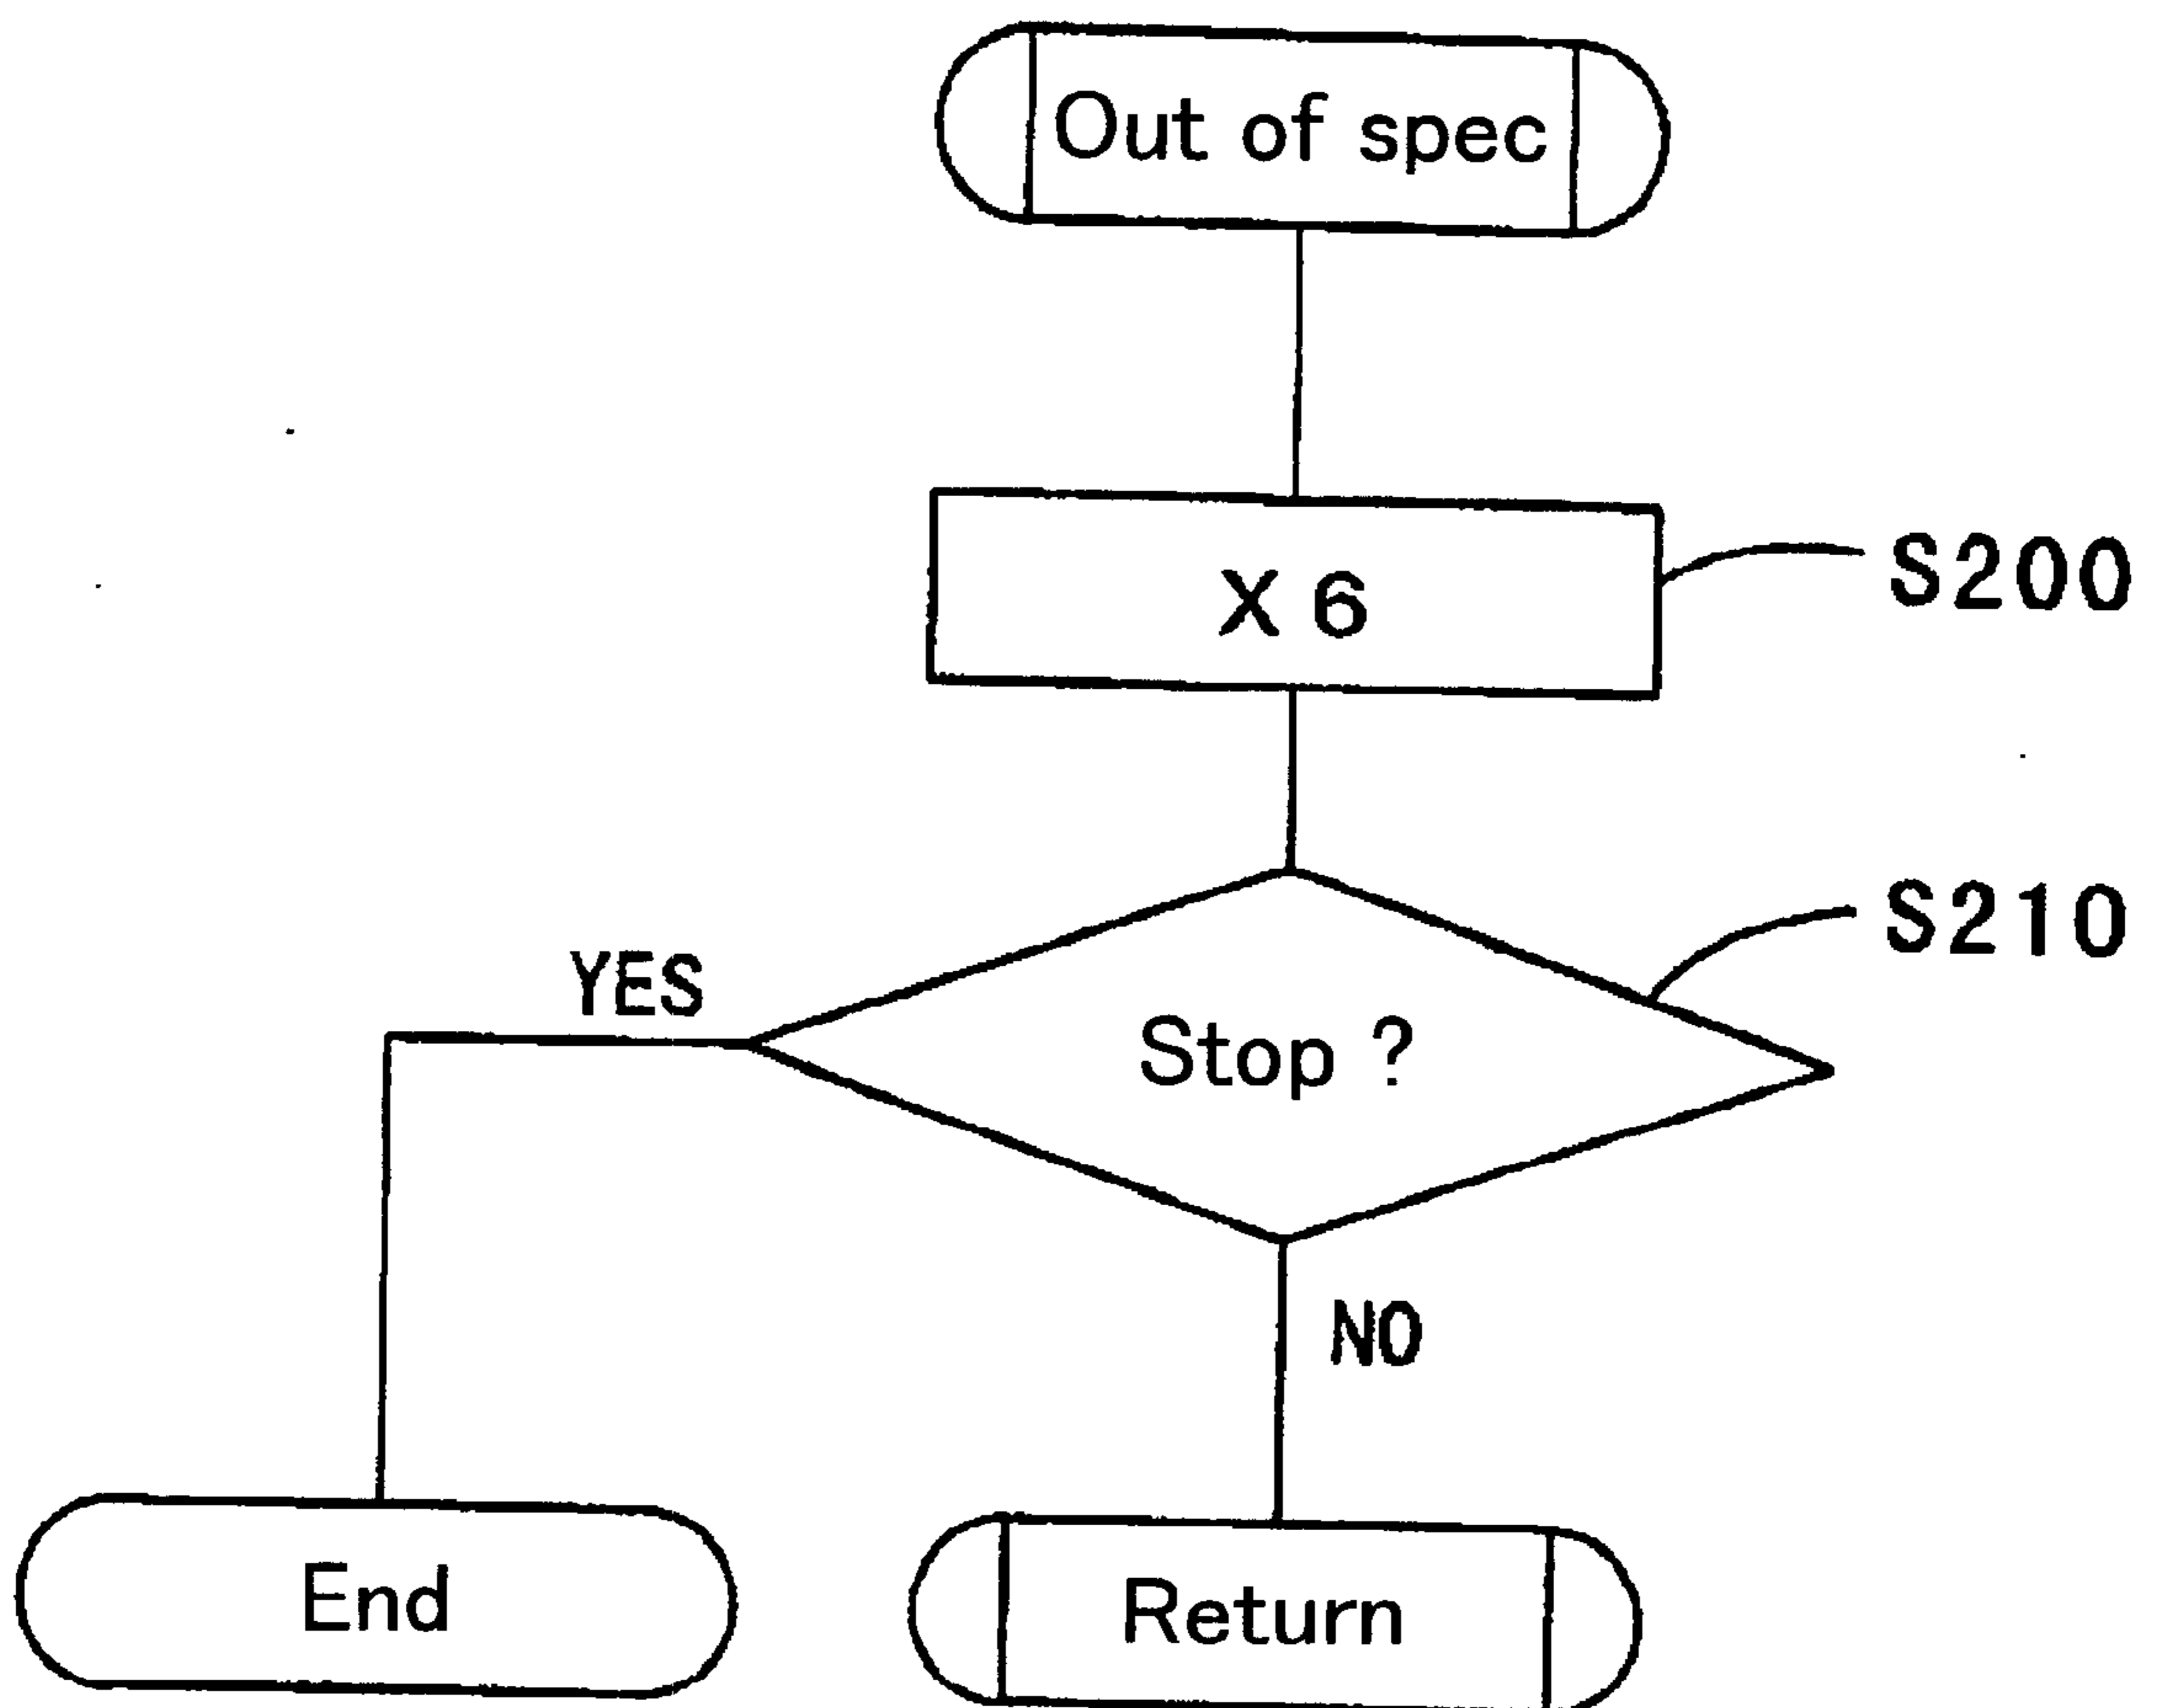 Out of spec
X 6
S200
S210
YES
Stop ?
NO
End
Return